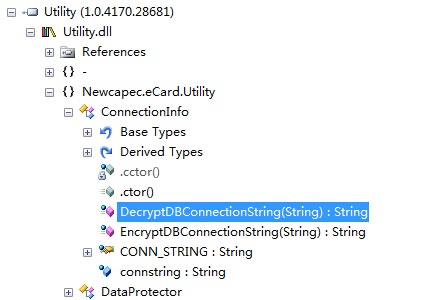 Utility (1.0.4170.28681)
Utility.dll
References
{} -
{} Newcapec.eCard.Utility
ConnectionInfo
Base Types
Derived Types
.cctor()
.ctor()
DecryptDBConnectionString(String) : String
EncryptDBConnectionString(String) : String
CONN_STRING : String
connstring : String
DataProtector